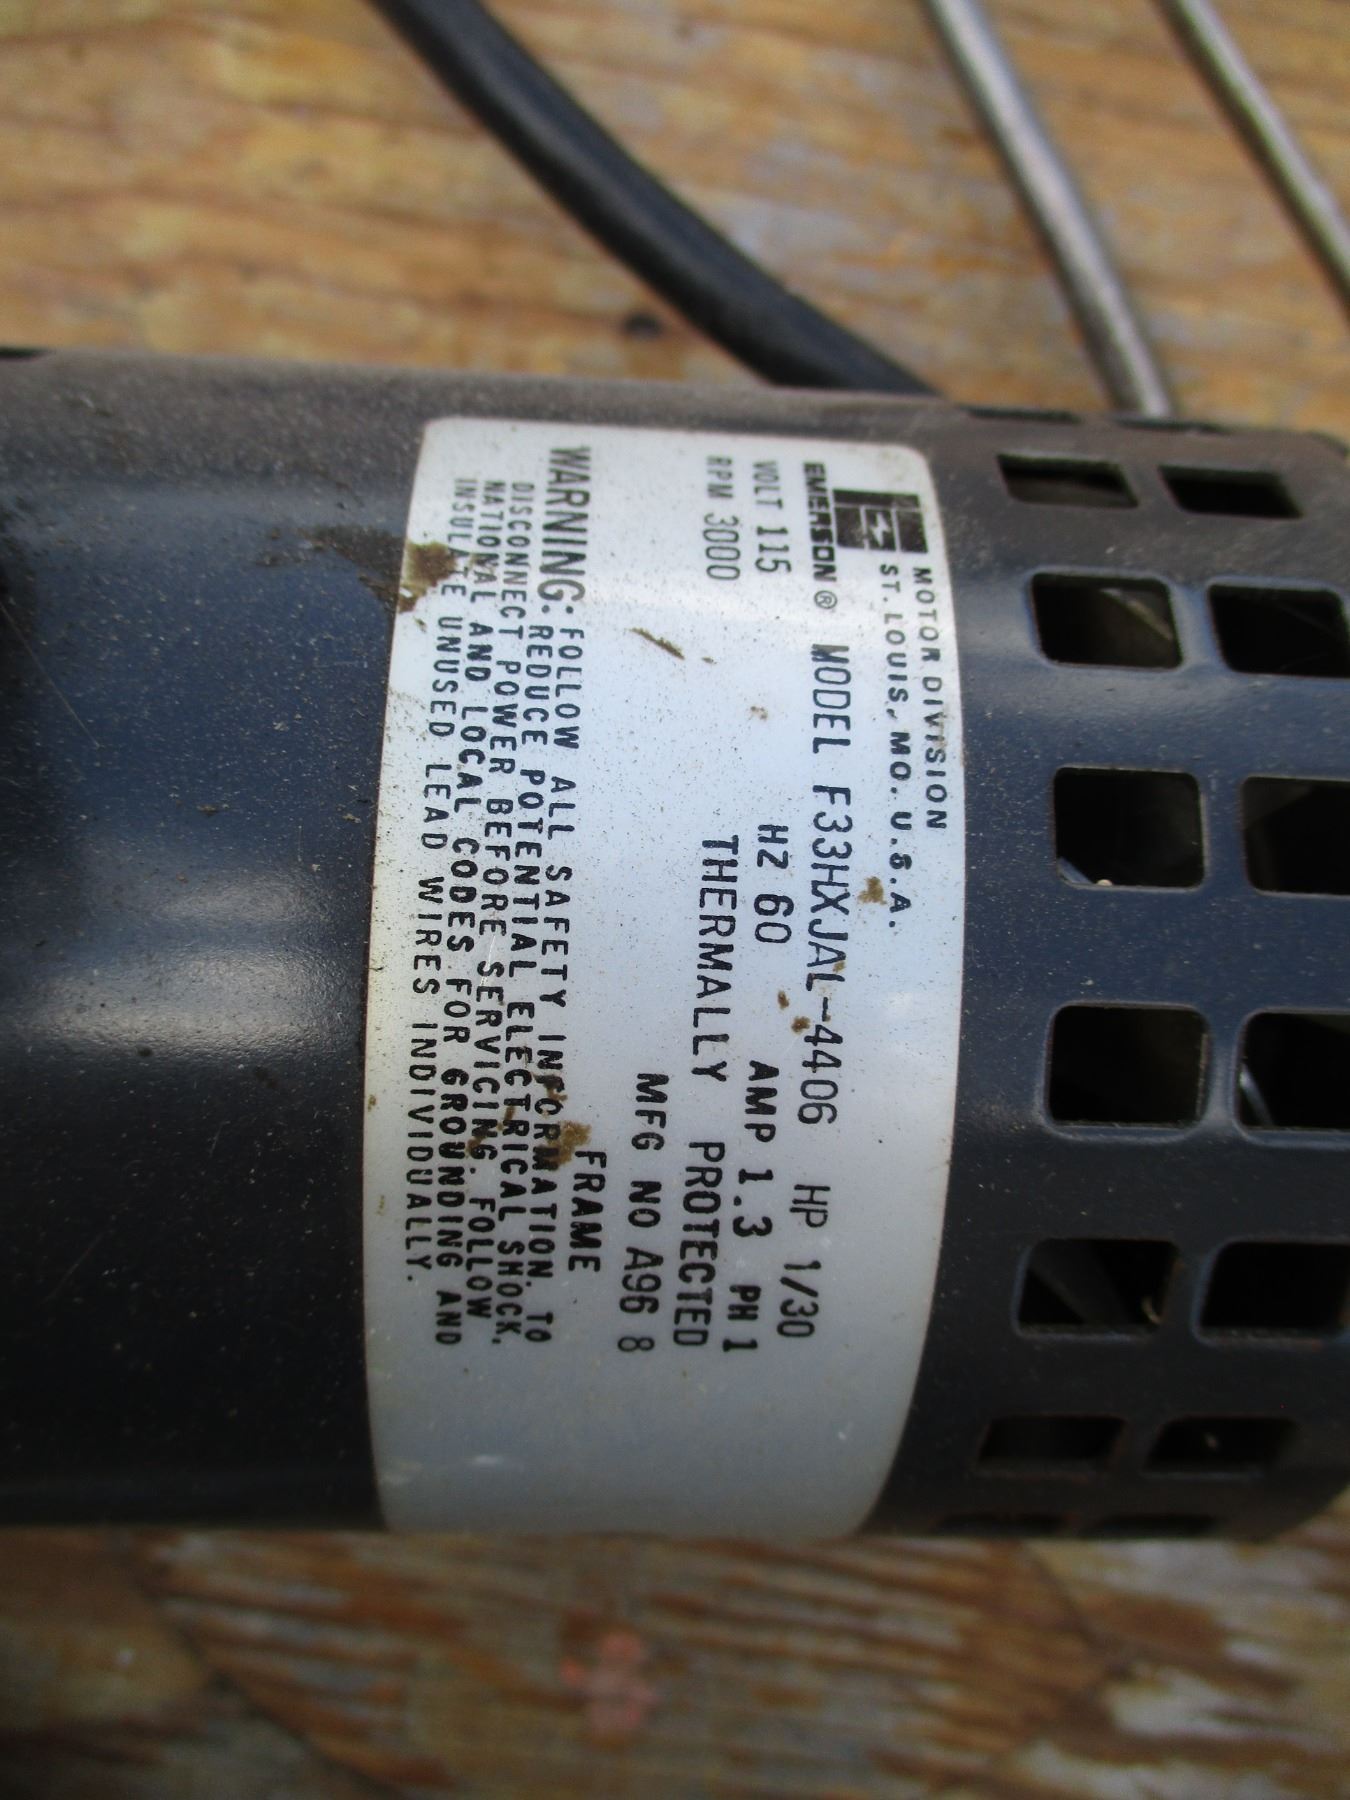 MOTOR DIVISION
ST. LOUIS, MO. U.S.A.
EMERSON® MODEL F33HXJAL-4406 HP 1/30
VOLT 115 HZ 60 AMP 1.3 PH 1
RPM 3000 THERMALLY PROTECTED
MFG NO A96 8
FRAME
WARNING: FOLLOW ALL SAFETY INFORMATION. TO
REDUCE POTENTIAL ELECTRICAL SHOCK,
DISCONNECT POWER BEFORE SERVICING. FOLLOW
NATIONAL AND LOCAL CODES FOR GROUNDING AND
INSULATE UNUSED LEAD WIRES INDIVIDUALLY.